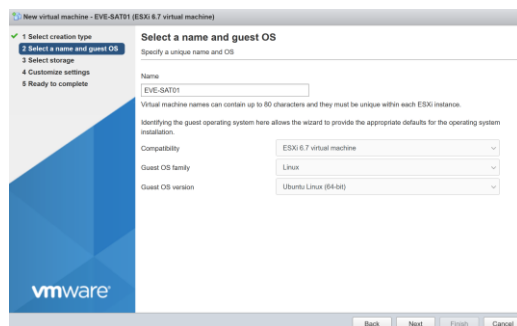 New virtual machine - EVE-SAT01 (ESXi 6.7 virtual machine)
1 Select creation type
2 Select a name and guest OS
3 Select storage
4 Customize settings
5 Ready to complete
Select a name and guest OS
Specify a unique name and OS
Name
EVE-SAT01
Virtual machine names can contain up to 80 characters and they must be unique within each ESXi instance.
Identifying the guest operating system here allows the wizard to provide the appropriate defaults for the operating system
installation.
Compatibility
ESXi 6.7 virtual machine
Guest OS family
Linux
Guest OS version
Ubuntu Linux (64-bit)
vmware
Back Next Finish Cancel